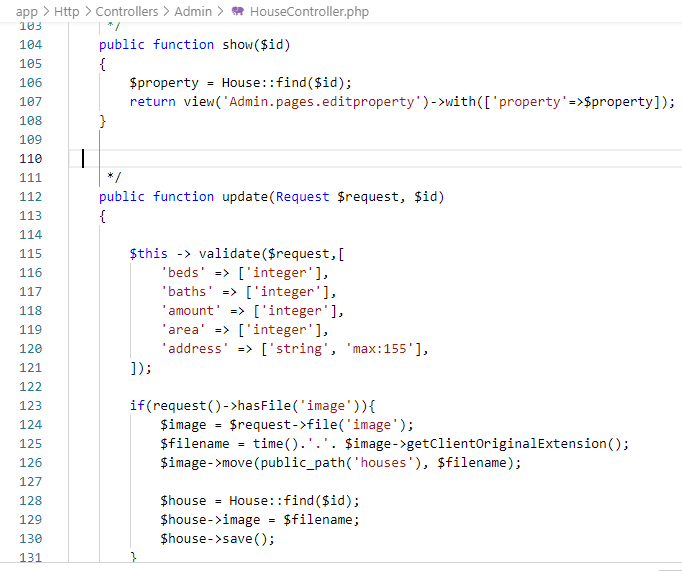 app > Http > Controllers > Admin > HouseController.php
103 */
104 public function show($id)
105 {
106 $property = House::find($id);
107 return view('Admin.pages.editproperty')->with(['property'=>$property]);
108 }
109
110
111 */
112 public function update(Request $request, $id)
113 {
114
115 $this -> validate($request,[
116 'beds' => ['integer'],
117 'baths' => ['integer'],
118 'amount' => ['integer'],
119 'area' => ['integer'],
120 'address' => ['string', 'max:155'],
121 ]);
122
123 if(request()->hasFile('image')){
124 $image = $request->file('image');
125 $filename = time().'.'. $image->getClientOriginalExtension();
126 $image->move(public_path('houses'), $filename);
127
128 $house = House::find($id);
129 $house->image = $filename;
130 $house->save();
131 }